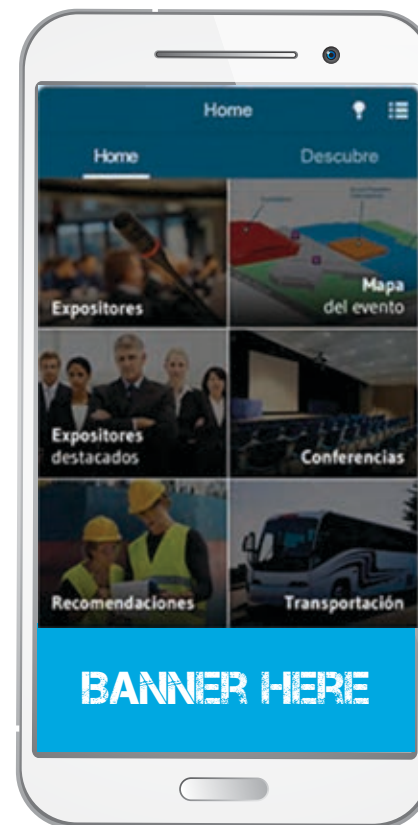 Home
Home Descubre
Expositores
Mapa
del evento
Expositores
destacados
Conferencias
Recomendaciones
Transportación
BANNER HERE